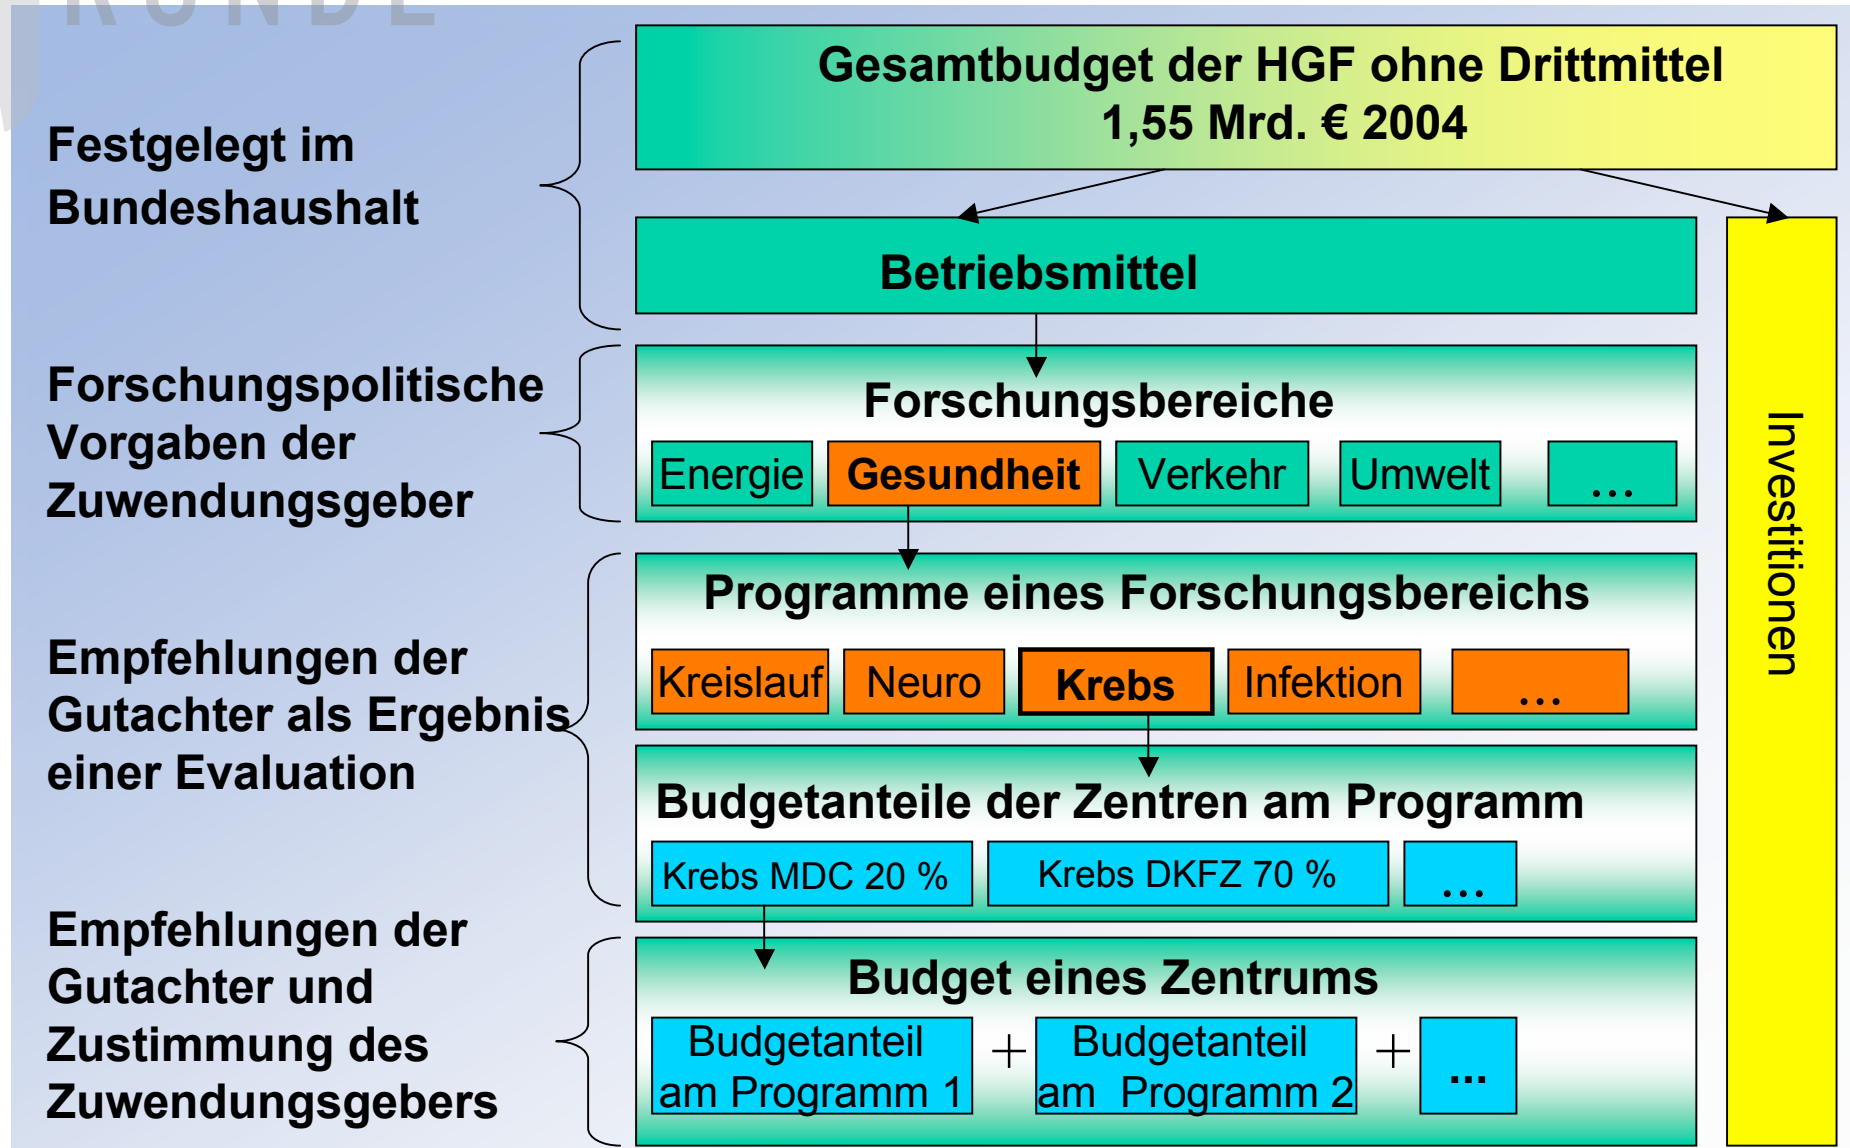 Gesamtbudget der HGF ohne Drittmittel
1,55 Mrd. € 2004
Festgelegt im
Bundeshaushalt
Betriebsmittel
Forschungspolitische
Vorgaben der
Zuwendungsgeber
Forschungsbereiche
Energie
Gesundheit
Verkehr
Umwelt
...
Investitionen
Empfehlungen der
Gutachter als Ergebnis
einer Evaluation
Programme eines Forschungsbereichs
Kreislauf
Neuro
Krebs
Infektion
...
Budgetanteile der Zentren am Programm
Krebs MDC 20 %
Krebs DKFZ 70 %
...
Empfehlungen der
Gutachter und
Zustimmung des
Zuwendungsgebers
Budget eines Zentrums
Budgetanteil
am Programm 1
+
Budgetanteil
am Programm 2
+
...